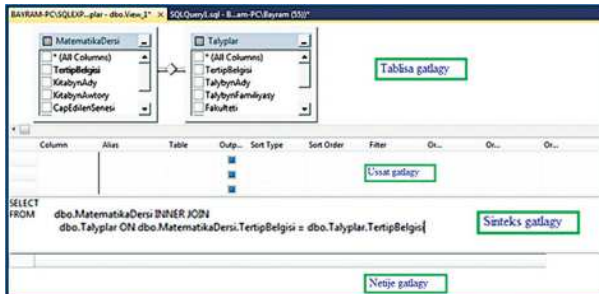 BAYRAM-PC\SQLEXP...plar - dbo.View_1* × SQLQuery1.sql - B...am-PC\Bayram (55))*
MatematikaDersi
* (All Columns)
TertipBelgisi
KitabynAdy
KitabynAwtory
CapEdilenSenesi
Talyplar
* (All Columns)
TertipBelgisi
TalybynAdy
TalybynFamiliyasy
Fakulteti
Tablisa gatlagy
Column Alias Table Outp... Sort Type Sort Order Filter Or... Or... Or...
Ussat gatlagy
SELECT
FROM dbo.MatematikaDersi INNER JOIN
dbo.Talyplar ON dbo.MatematikaDersi.TertipBelgisi = dbo.Talyplar.TertipBelgisi
Sinteks gatlagy
Netije gatlagy